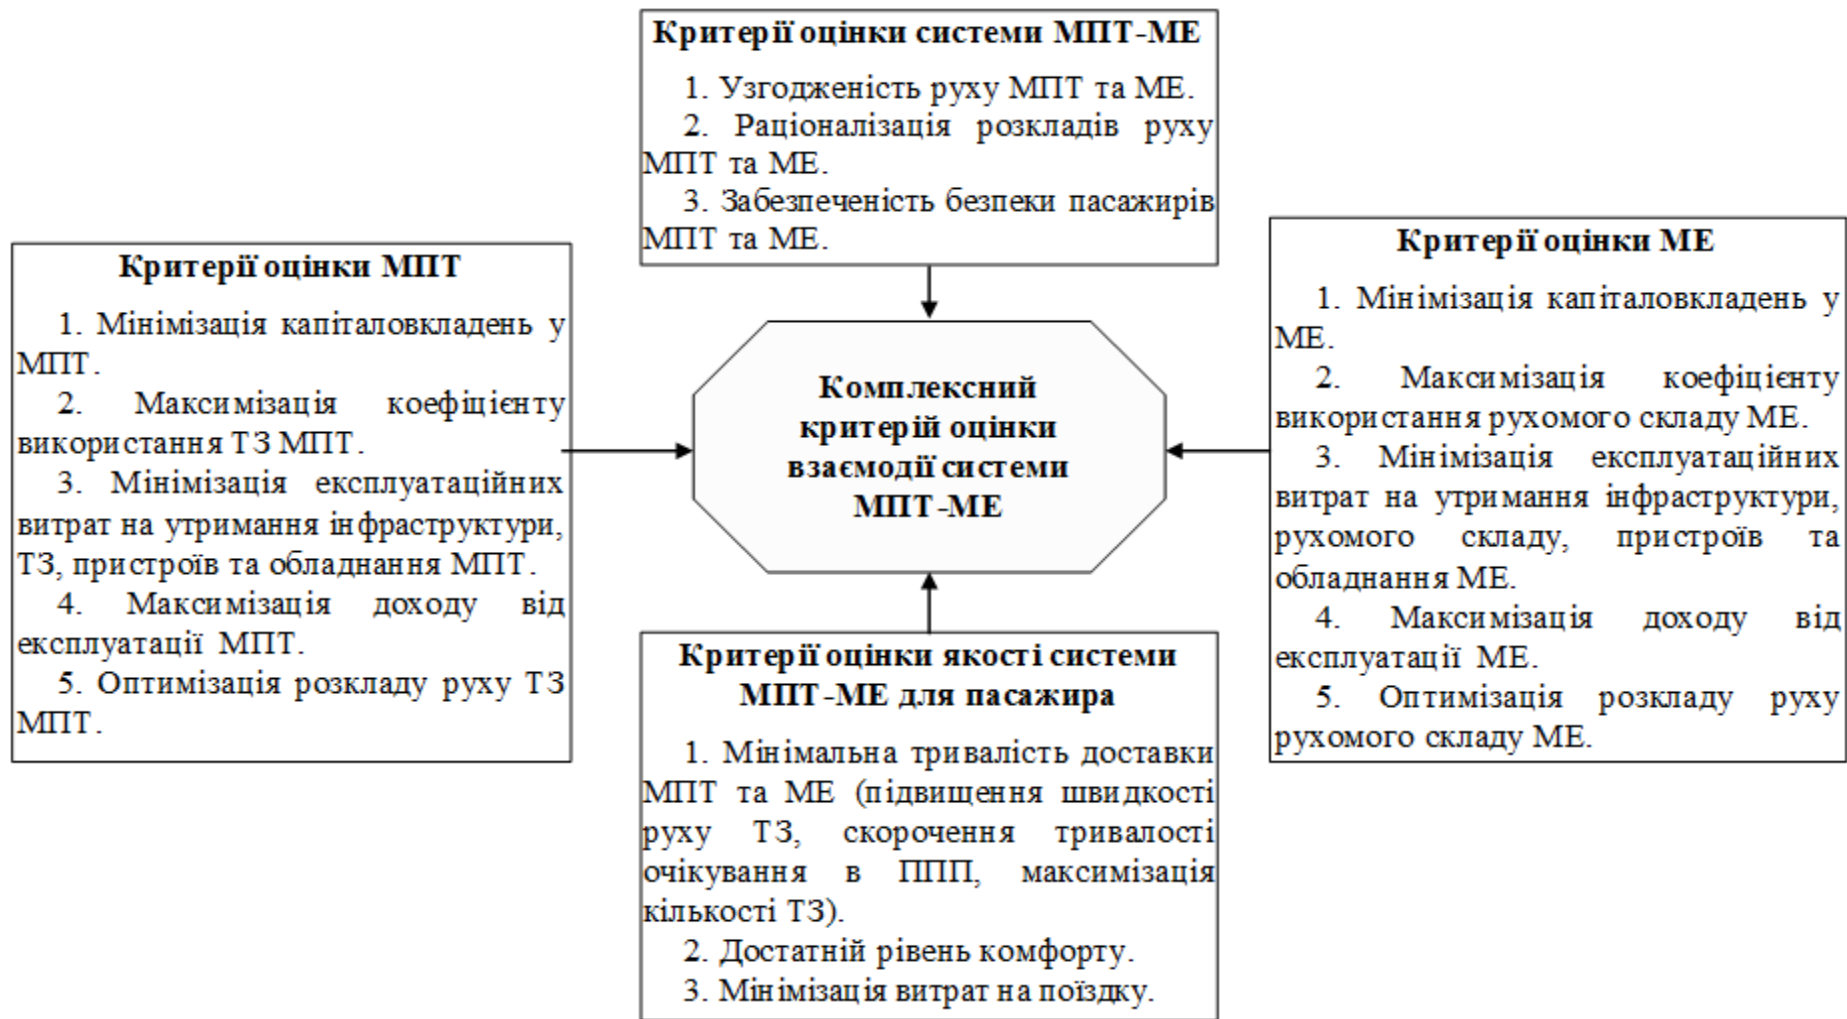 Критерії оцінки системи МПТ-МЕ
1. Узгодженість руху МПТ та МЕ.
2. Раціоналізація розкладів руху
МПТ та МЕ.
3. Забезпеченість безпеки пасажирів
МПТ та МЕ.
Критерії оцінки МПТ
1. Мінімізація капіталовкладень у
МПТ.
2. Максимізація коефіцієнту
використання ТЗ МПТ.
3. Мінімізація експлуатаційних
витрат на утримання інфраструктури,
ТЗ, пристроїв та обладнання МПТ.
4. Максимізація доходу від
експлуатації МПТ.
5. Оптимізація розкладу руху ТЗ
МПТ.
Комплексний
критерій оцінки
взаємодії системи
МПТ-МЕ
Критерії оцінки МЕ
1. Мінімізація капіталовкладень у
МЕ.
2. Максимізація коефіцієнту
використання рухомого складу МЕ.
3. Мінімізація експлуатаційних
витрат на утримання інфраструктури,
рухомого складу, пристроїв та
обладнання МЕ.
4. Максимізація доходу від
експлуатації МЕ.
5. Оптимізація розкладу руху
рухомого складу МЕ.
Критерії оцінки якості системи
МПТ-МЕ для пасажира
1. Мінімальна тривалість доставки
МПТ та МЕ (підвищення швидкості
руху ТЗ, скорочення тривалості
очікування в ППП, максимізація
кількості ТЗ).
2. Достатній рівень комфорту.
3. Мінімізація витрат на поїздку.